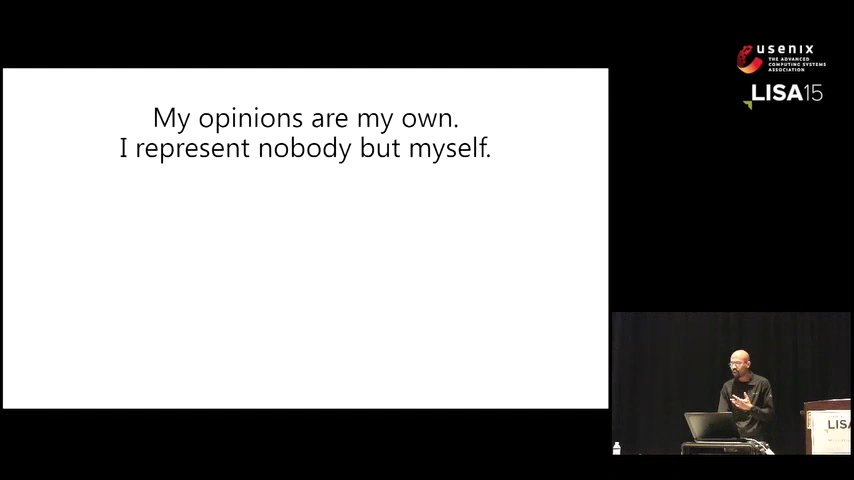 My opinions are my own.
I represent nobody but myself.
usenix
THE ADVANCED
COMPUTING SYSTEMS
ASSOCIATION
LISA15
LISA